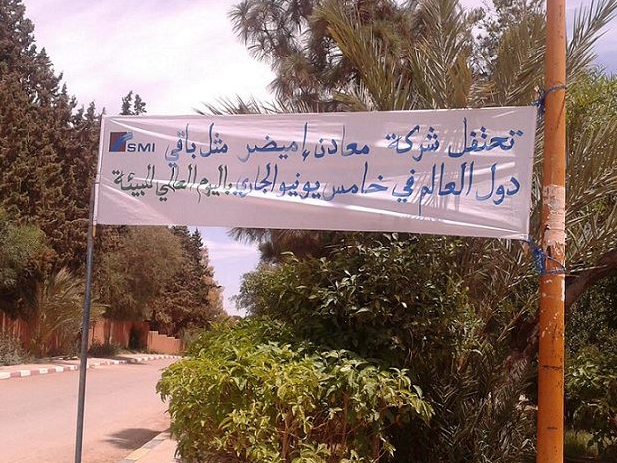 تحتفل شركة معادن إميضر مثل باقي
SMI
دول العالم في خامس يونيو الجاري باليوم العالمي للبيئة